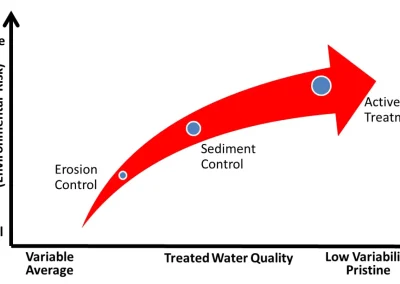 e
(Environmental Risk)
l
Erosion
Control
Sediment
Control
Active
Treatm
Variable
Average
Treated Water Quality
Low Variabili
Pristine